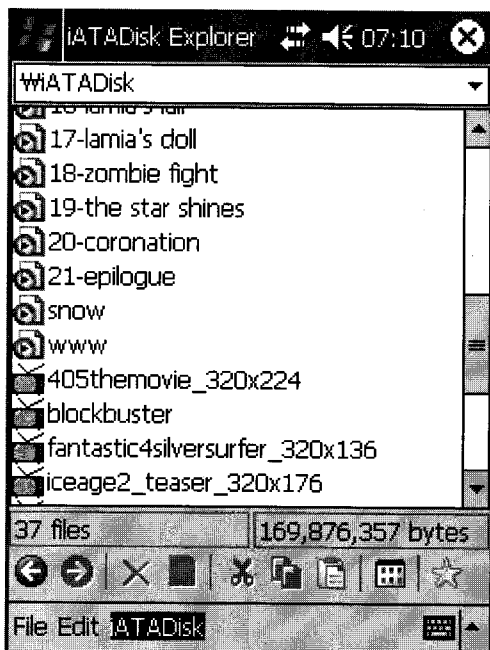 iATADisk Explorer 07:10
₩iATADisk
17-lamia's doll
18-zombie fight
19-the star shines
20-coronation
21-epilogue
snow
www
405themovie_320x224
blockbuster
fantastic4silversurfer_320x136
iceage2_teaser_320x176
37 files 169,876,357 bytes
File Edit iATADisk